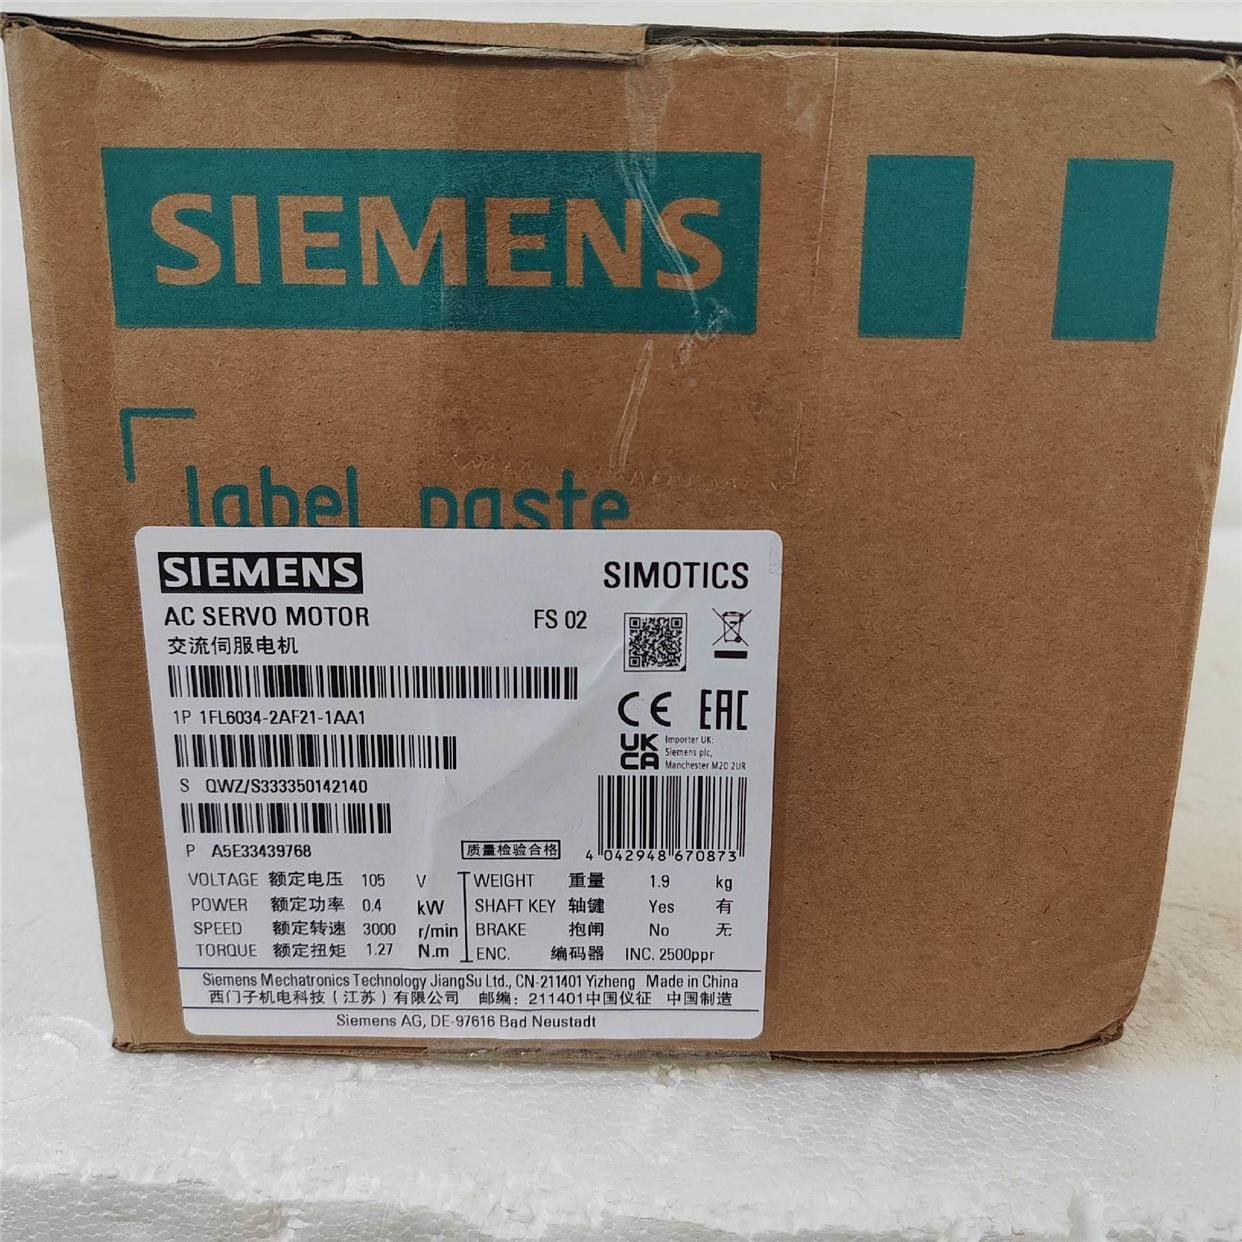 SIEMENS
label paste
SIEMENS SIMOTICS
AC SERVO MOTOR FS 02
交流伺服电机
1P 1FL6034-2AF21-1AA1
CE EAC
UK CA Importer UK:
Siemens plc,
Manchester M20 2UR
S QWZ/S333350142140
P A5E33439768
质量检验合格
4 042948 670873
VOLTAGE 额定电压 105 V
POWER 额定功率 0.4 kW
SPEED 额定转速 3000 r/min
TORQUE 额定扭矩 1.27 N.m
WEIGHT 重量 1.9 kg
SHAFT KEY 轴键 Yes 有
BRAKE 抱闸 No 无
ENC. 编码器 INC. 2500ppr
Siemens Mechatronics Technology JiangSu Ltd., CN-211401 Yizheng Made in China
西门子机电科技（江苏）有限公司 邮编：211401中国仪征 中国制造
Siemens AG, DE-97616 Bad Neustadt